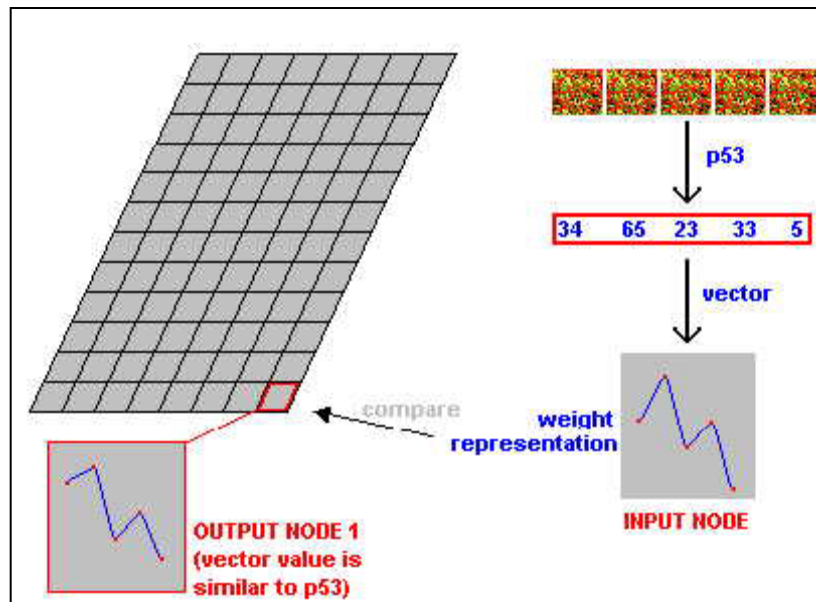 p53
34 65 23 33 5
vector
compare
weight
representation
INPUT NODE
OUTPUT NODE 1
(vector value is
similar to p53)